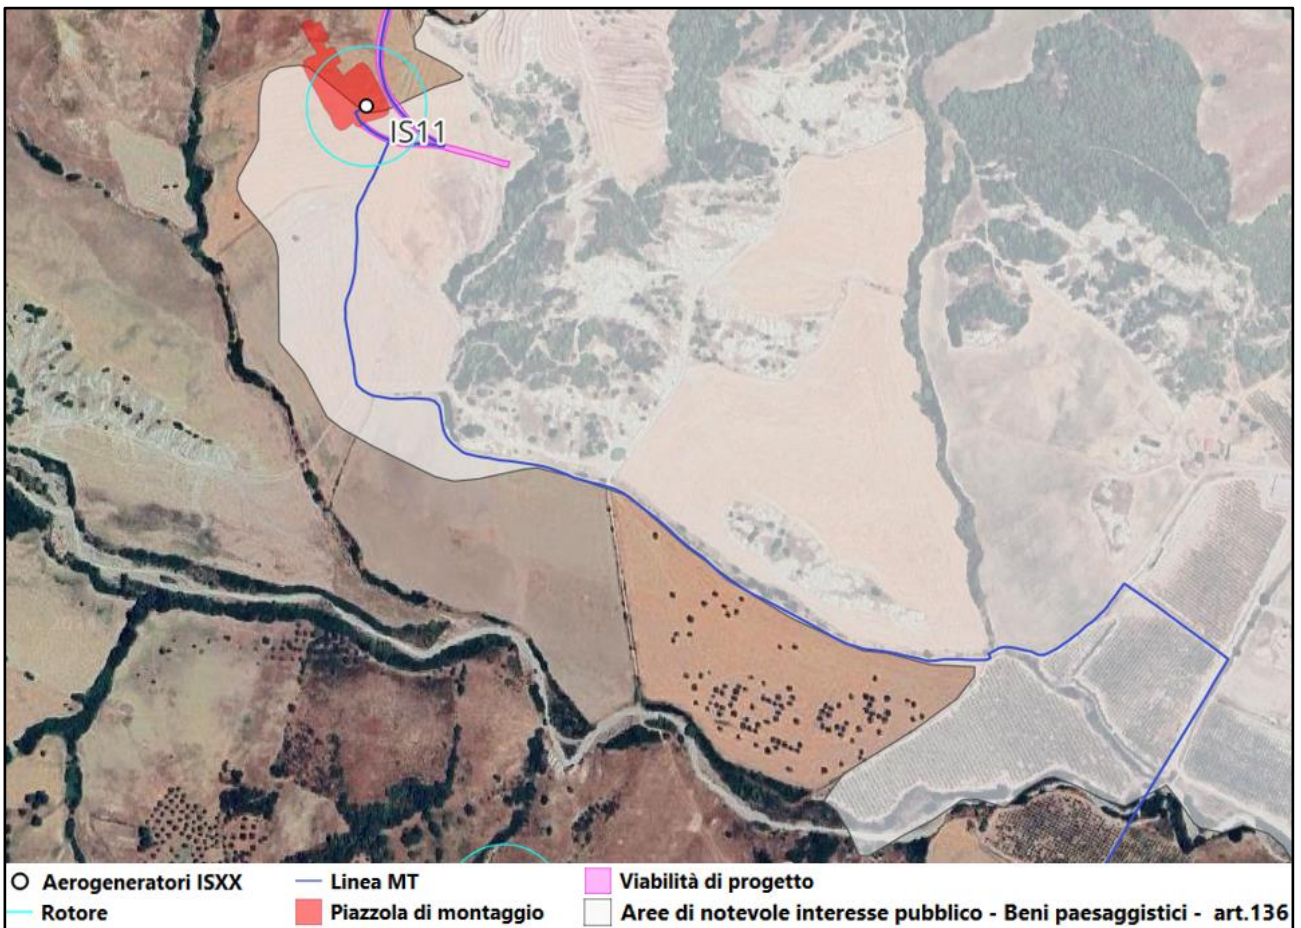 IS11
Aerogeneratori ISXX
Linea MT
Viabilità di progetto
Rotore
Piazzola di montaggio
Aree di notevole interesse pubblico - Beni paesaggistici - art.136